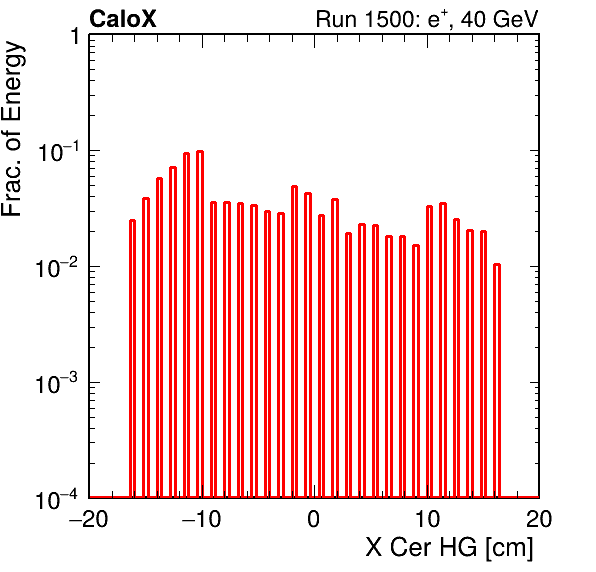 CaloX Run 1500: e⁺, 40 GeV
Frac. of Energy
1
10⁻¹
10⁻²
10⁻³
10⁻⁴
−20 −10 0 10 20
X Cer HG [cm]